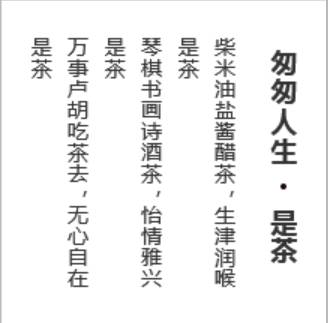 匆匆人生·是茶
柴米油盐酱醋茶，生津润喉
是茶
琴棋书画诗酒茶，怡情雅兴
是茶
万事卢胡吃茶去，无心自在
是茶